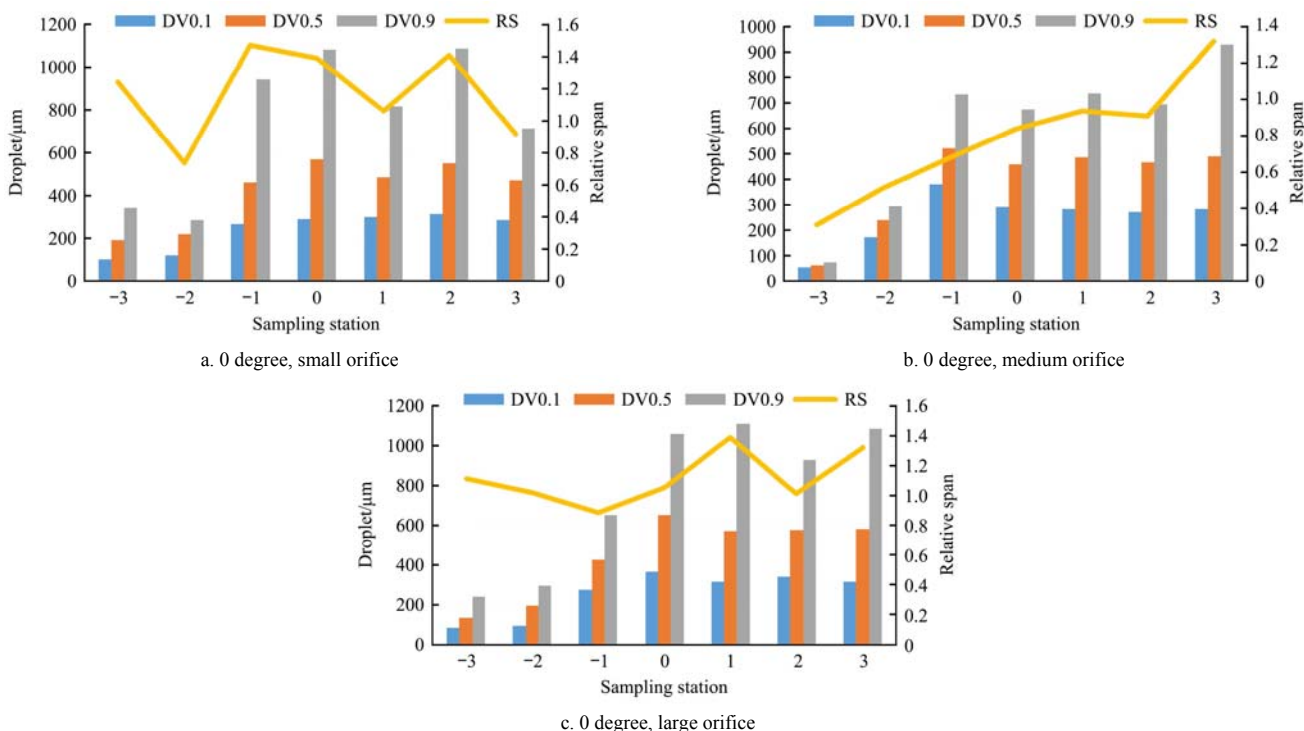 DV0.1 DV0.5 DV0.9 RS
1200 1000 800 600 400 200 0
Droplet/μm
1.6 1.4 1.2 1.0 0.8 0.6 0.4 0.2 0
Relative span
−3 −2 −1 0 1 2 3
Sampling station
a. 0 degree, small orifice
DV0.1 DV0.5 DV0.9 RS
1000 900 800 700 600 500 400 300 200 100 0
Droplet/μm
1.4 1.2 1.0 0.8 0.6 0.4 0.2 0
Relative span
−3 −2 −1 0 1 2 3
Sampling station
b. 0 degree, medium orifice
DV0.1 DV0.5 DV0.9 RS
1200 1000 800 600 400 200 0
Droplet/μm
1.6 1.4 1.2 1.0 0.8 0.6 0.4 0.2 0
Relative span
−3 −2 −1 0 1 2 3
Sampling station
c. 0 degree, large orifice